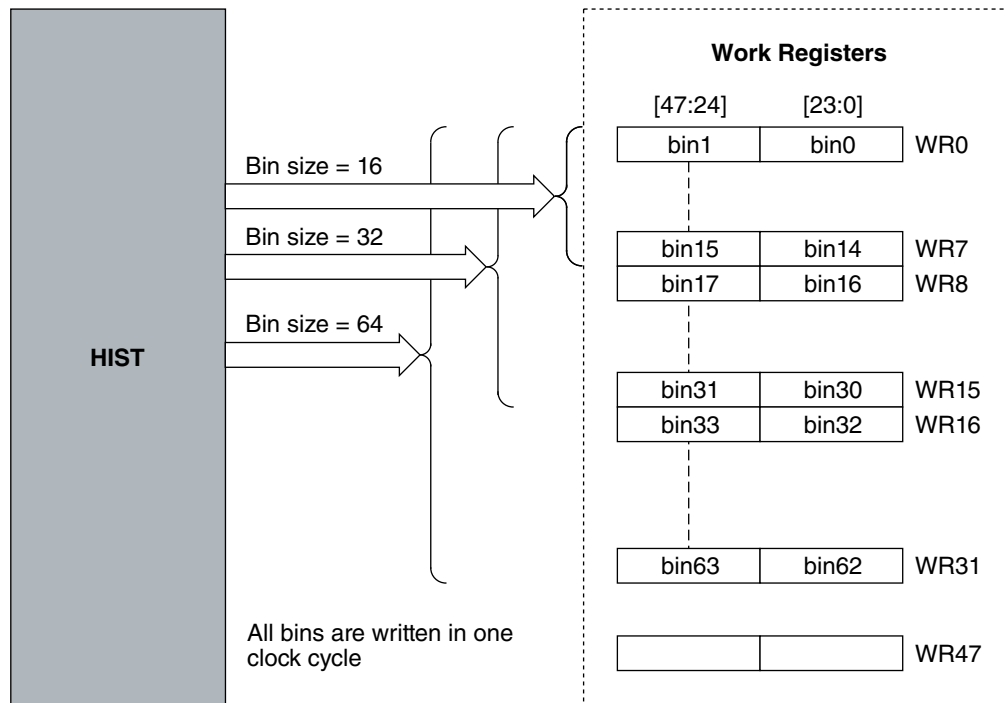 Work Registers
[47:24] [23:0]
bin1 bin0 WR0
Bin size = 16
bin15 bin14 WR7
Bin size = 32
bin17 bin16 WR8
Bin size = 64
HIST
bin31 bin30 WR15
bin33 bin32 WR16
bin63 bin62 WR31
All bins are written in one
clock cycle
WR47